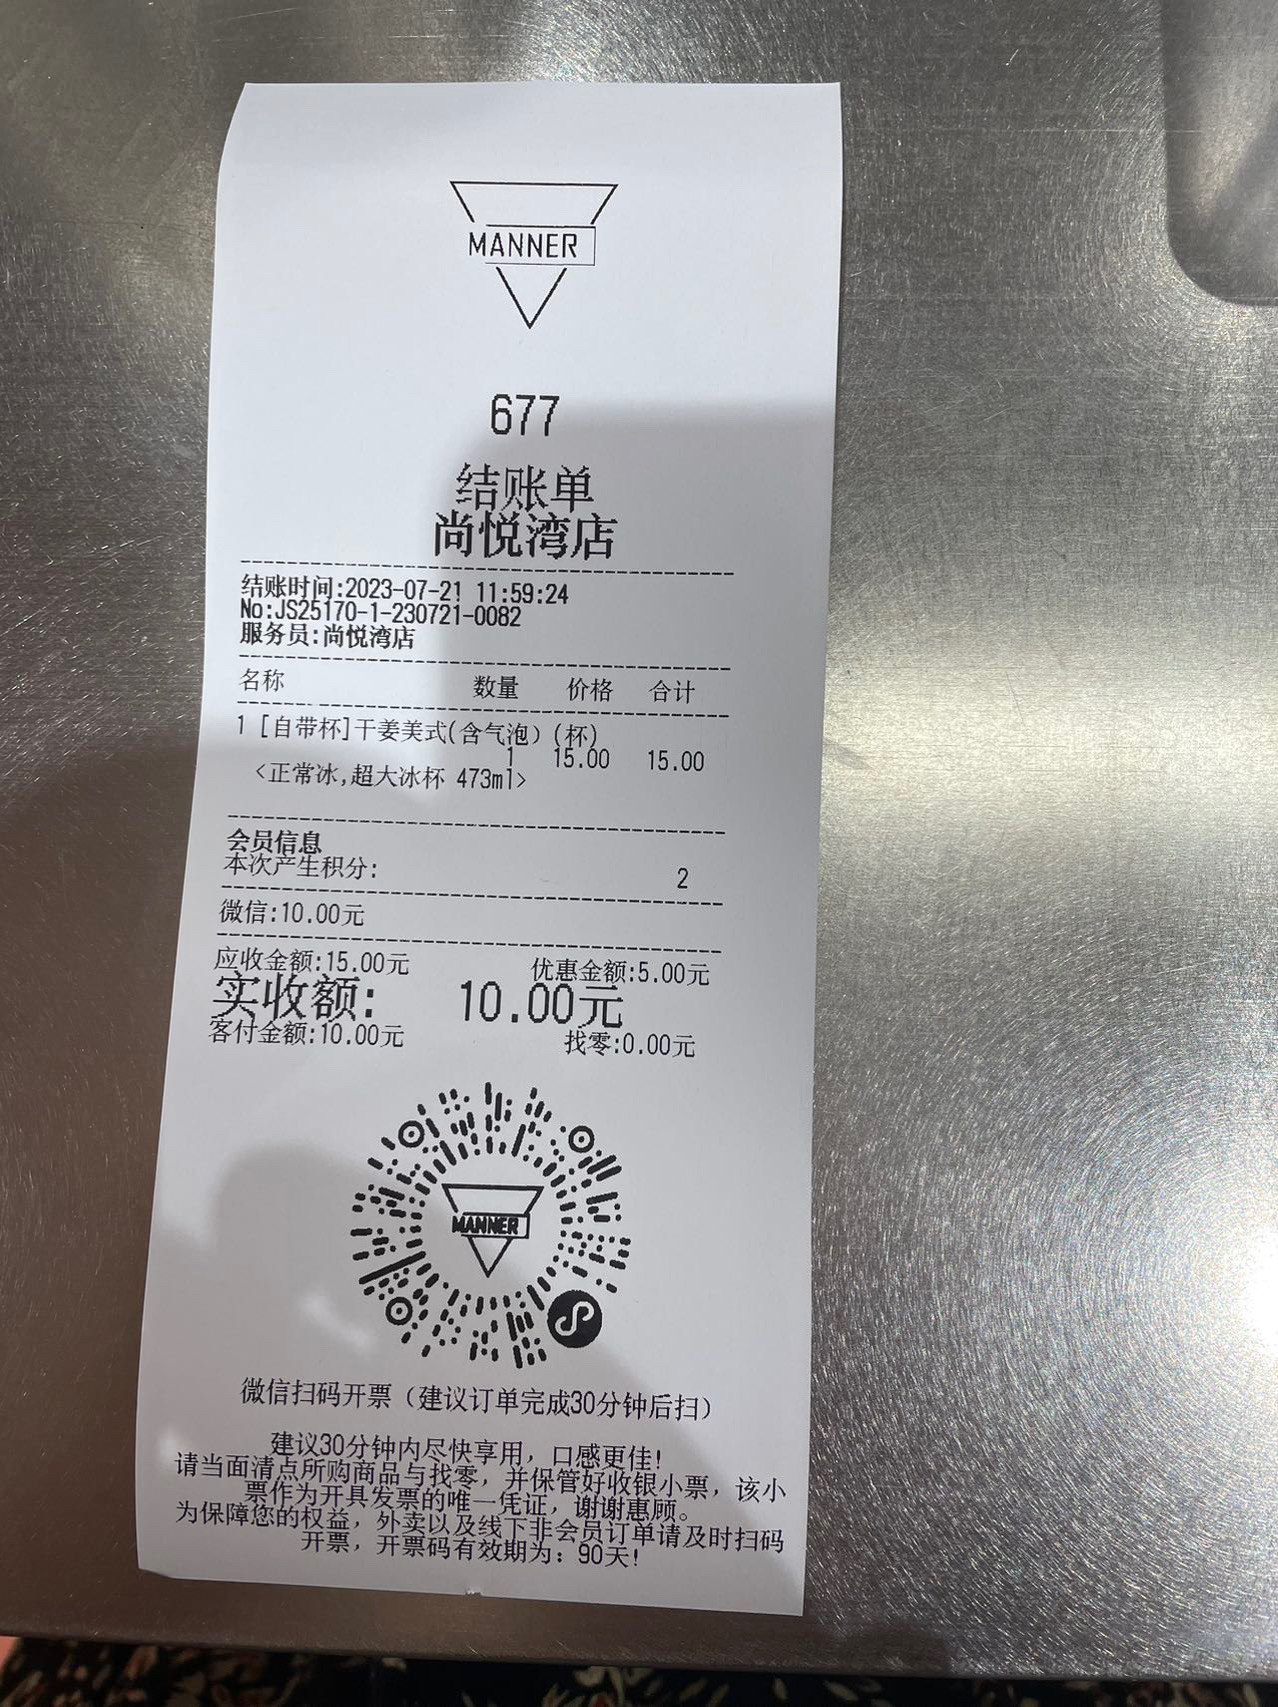 MANNER
677
结账单
尚悦湾店
结账时间:2023-07-21 11:59:24
No:JS25170-1-230721-0082
服务员:尚悦湾店
名称 数量 价格 合计
1 [自带杯]干姜美式(含气泡)(杯)
1 15.00 15.00
<正常冰,超大冰杯 473ml>
会员信息
本次产生积分: 2
微信:10.00元
应收金额:15.00元 优惠金额:5.00元
实收额: 10.00元
客付金额:10.00元 找零:0.00元
MANNER
微信扫码开票（建议订单完成30分钟后扫）
建议30分钟内尽快享用，口感更佳!
请当面清点所购商品与找零，并保管好收银小票，该小
票作为开具发票的唯一凭证，谢谢惠顾。
为保障您的权益，外卖以及线下非会员订单请及时扫码
开票，开票码有效期为：90天!